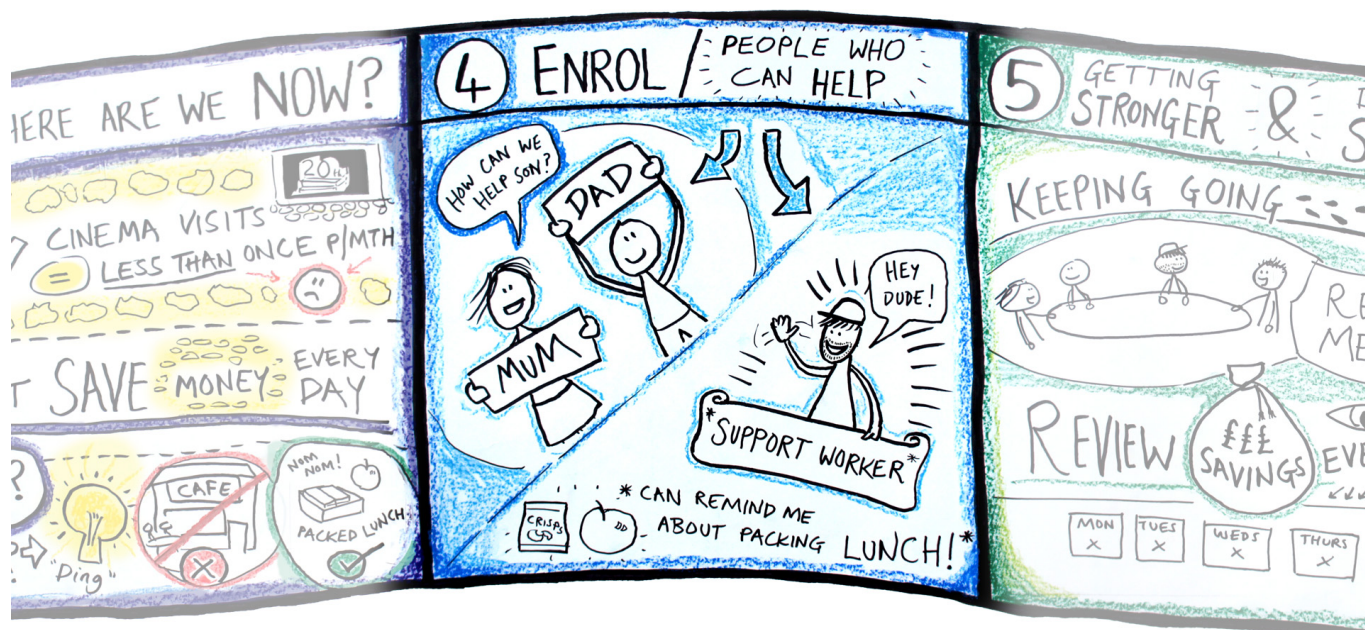 HERE ARE WE NOW?
20
CINEMA VISITS
= LESS THAN ONCE P/MTH
SAVE MONEY EVERY DAY
?
"Ding"
CAFE
NOM NOM!
PACKED LUNCH
4 ENROL / PEOPLE WHO
CAN HELP
HOW CAN WE
HELP SON?
DAD
MUM
HEY
DUDE!
*SUPPORT WORKER*
CRISPS
* CAN REMIND ME
ABOUT PACKING LUNCH!*
5 GETTING
STRONGER &
KEEPING GOING
REVIEW
£££
SAVINGS
MON
X
TUES
X
WEDS
X
THURS
X